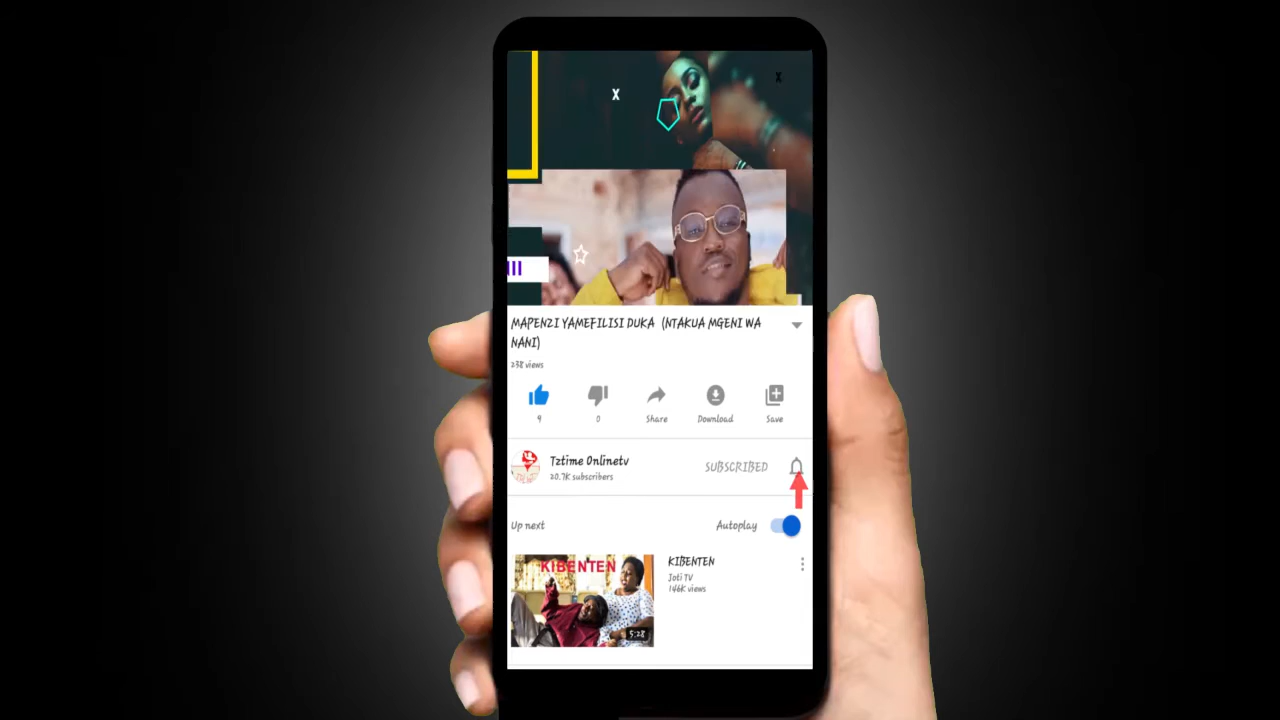 X
X
MAPENZI YAMEFILISI DUKA (NTAKUA MGENI WA
NANI)
238 views
9
0
Share
Download
Save
Tztime Onlinetv
20.7K subscribers
SUBSCRIBED
Up next
Autoplay
KIBENTEN
5:28
KIBENTEN
Joti TV
146K views